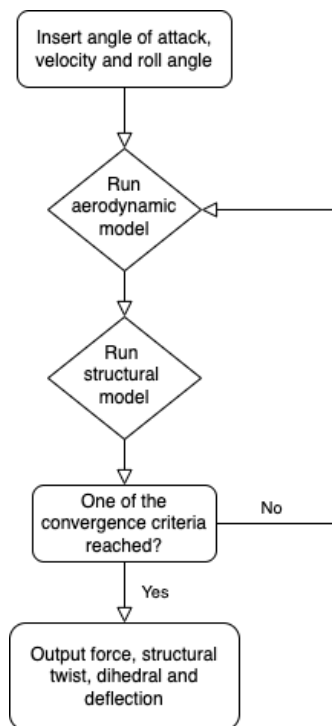 Insert angle of attack,
velocity and roll angle
Run
aerodynamic
model
Run
structural
model
One of the
convergence criteria
reached?
No
Yes
Output force, structural
twist, dihedral and
deflection